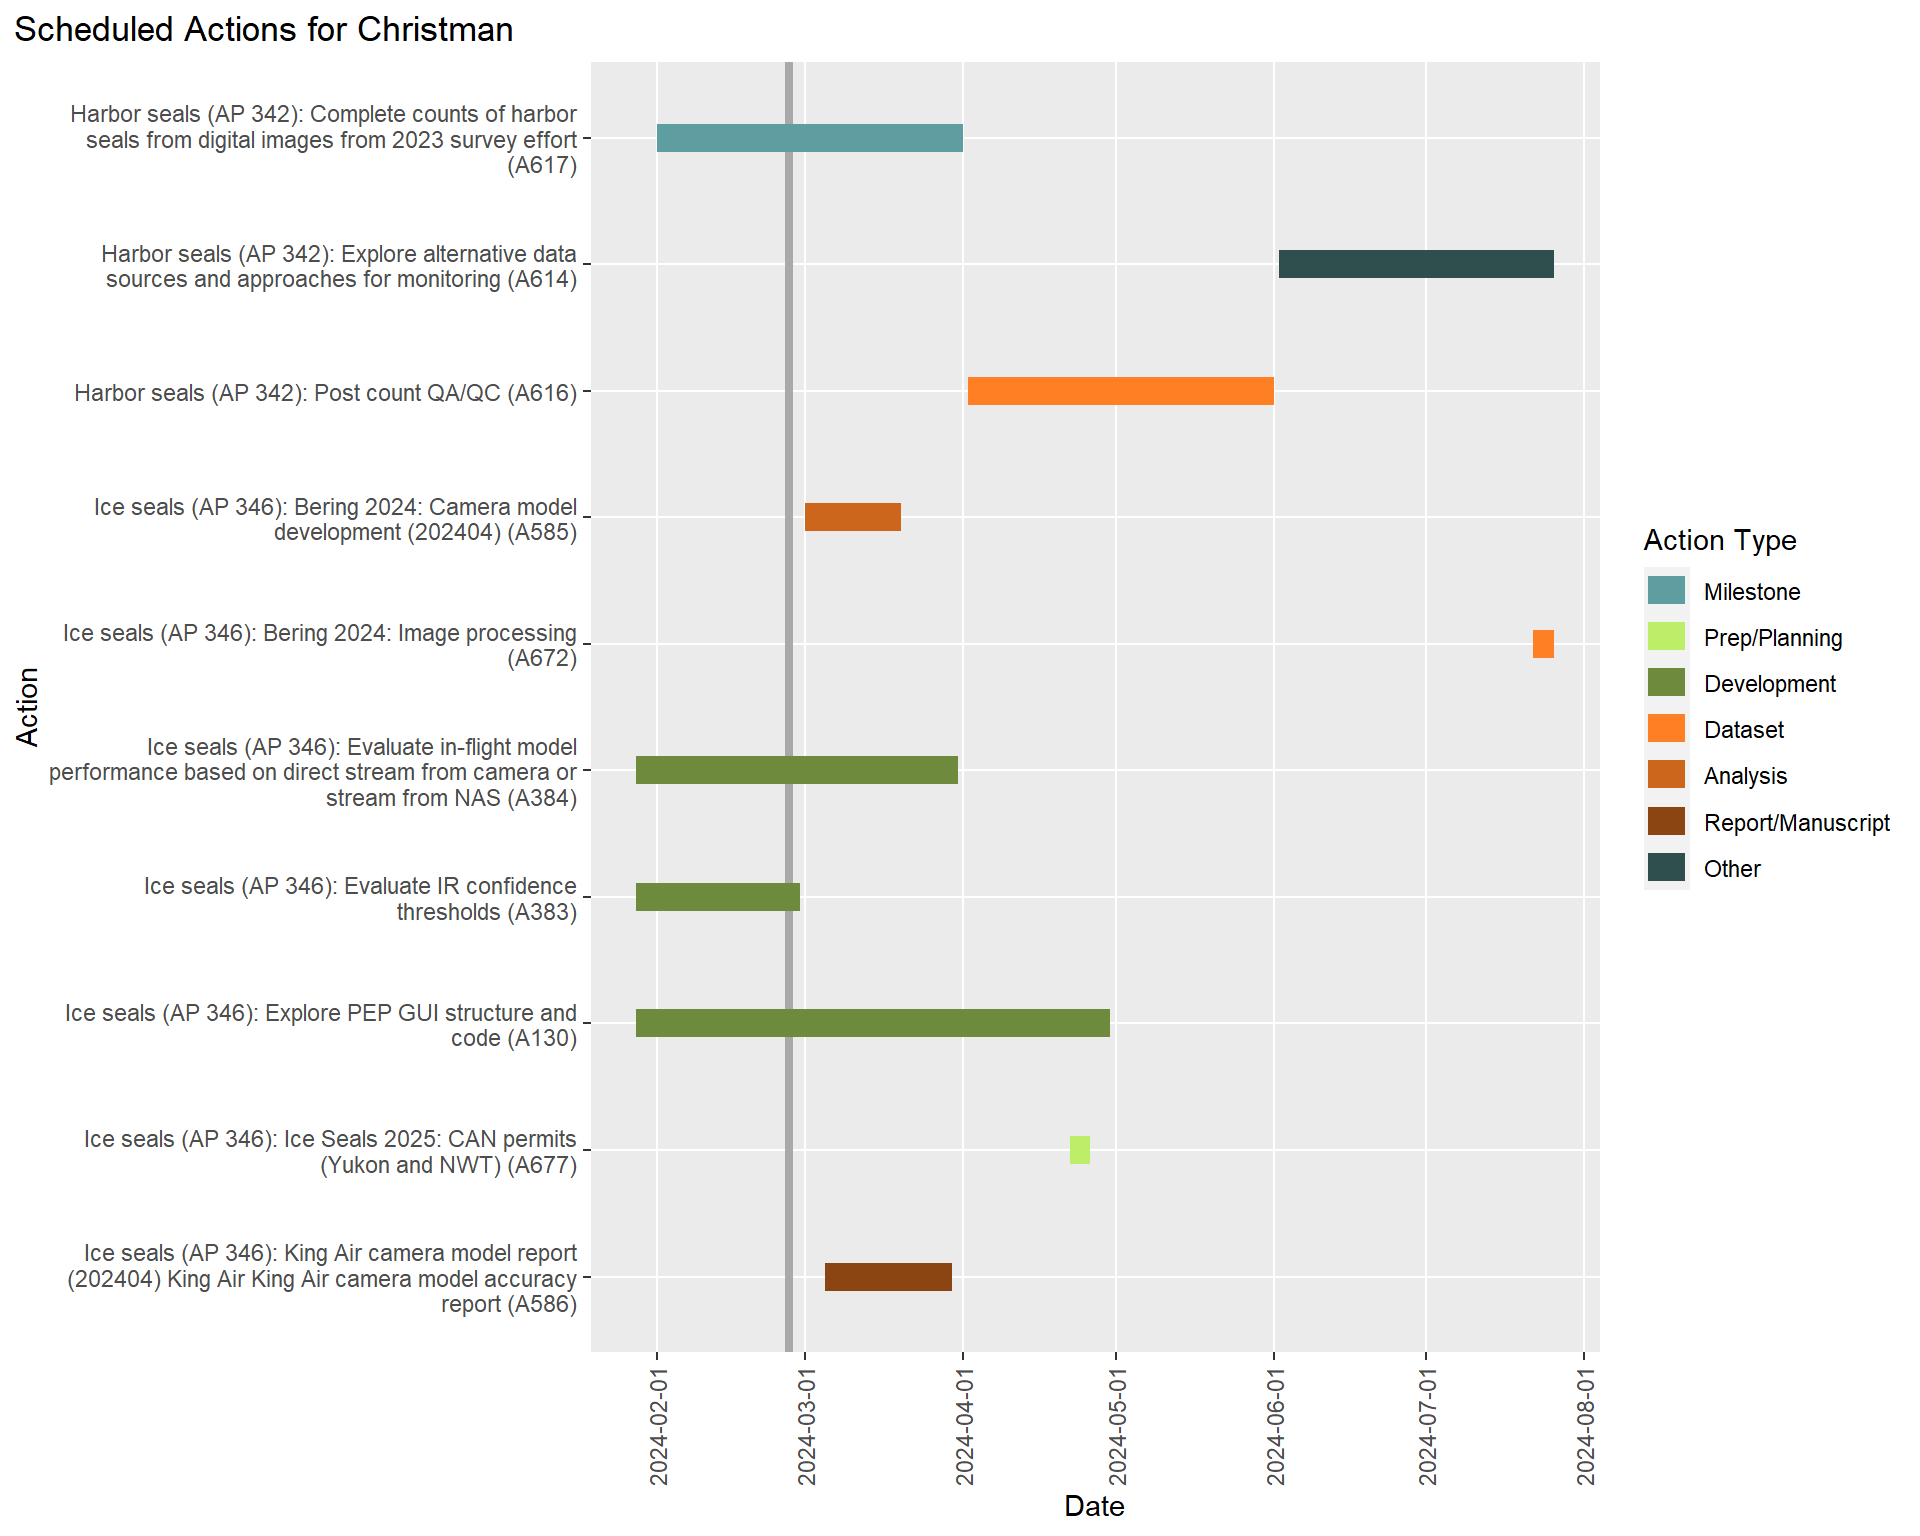 Scheduled Actions for Christman
Harbor seals (AP 342): Complete counts of harbor
seals from digital images from 2023 survey effort
(A617)
Harbor seals (AP 342): Explore alternative data
sources and approaches for monitoring (A614)
Harbor seals (AP 342): Post count QA/QC (A616)
Ice seals (AP 346): Bering 2024: Camera model
development (202404) (A585)
Ice seals (AP 346): Bering 2024: Image processing
(A672)
Ice seals (AP 346): Evaluate in-flight model
performance based on direct stream from camera or
stream from NAS (A384)
Ice seals (AP 346): Evaluate IR confidence
thresholds (A383)
Ice seals (AP 346): Explore PEP GUI structure and
code (A130)
Ice seals (AP 346): Ice Seals 2025: CAN permits
(Yukon and NWT) (A677)
Ice seals (AP 346): King Air camera model report
(202404) King Air King Air camera model accuracy
report (A586)
Action
2024-02-01
2024-03-01
2024-04-01
2024-05-01
2024-06-01
2024-07-01
2024-08-01
Date
Action Type
Milestone
Prep/Planning
Development
Dataset
Analysis
Report/Manuscript
Other